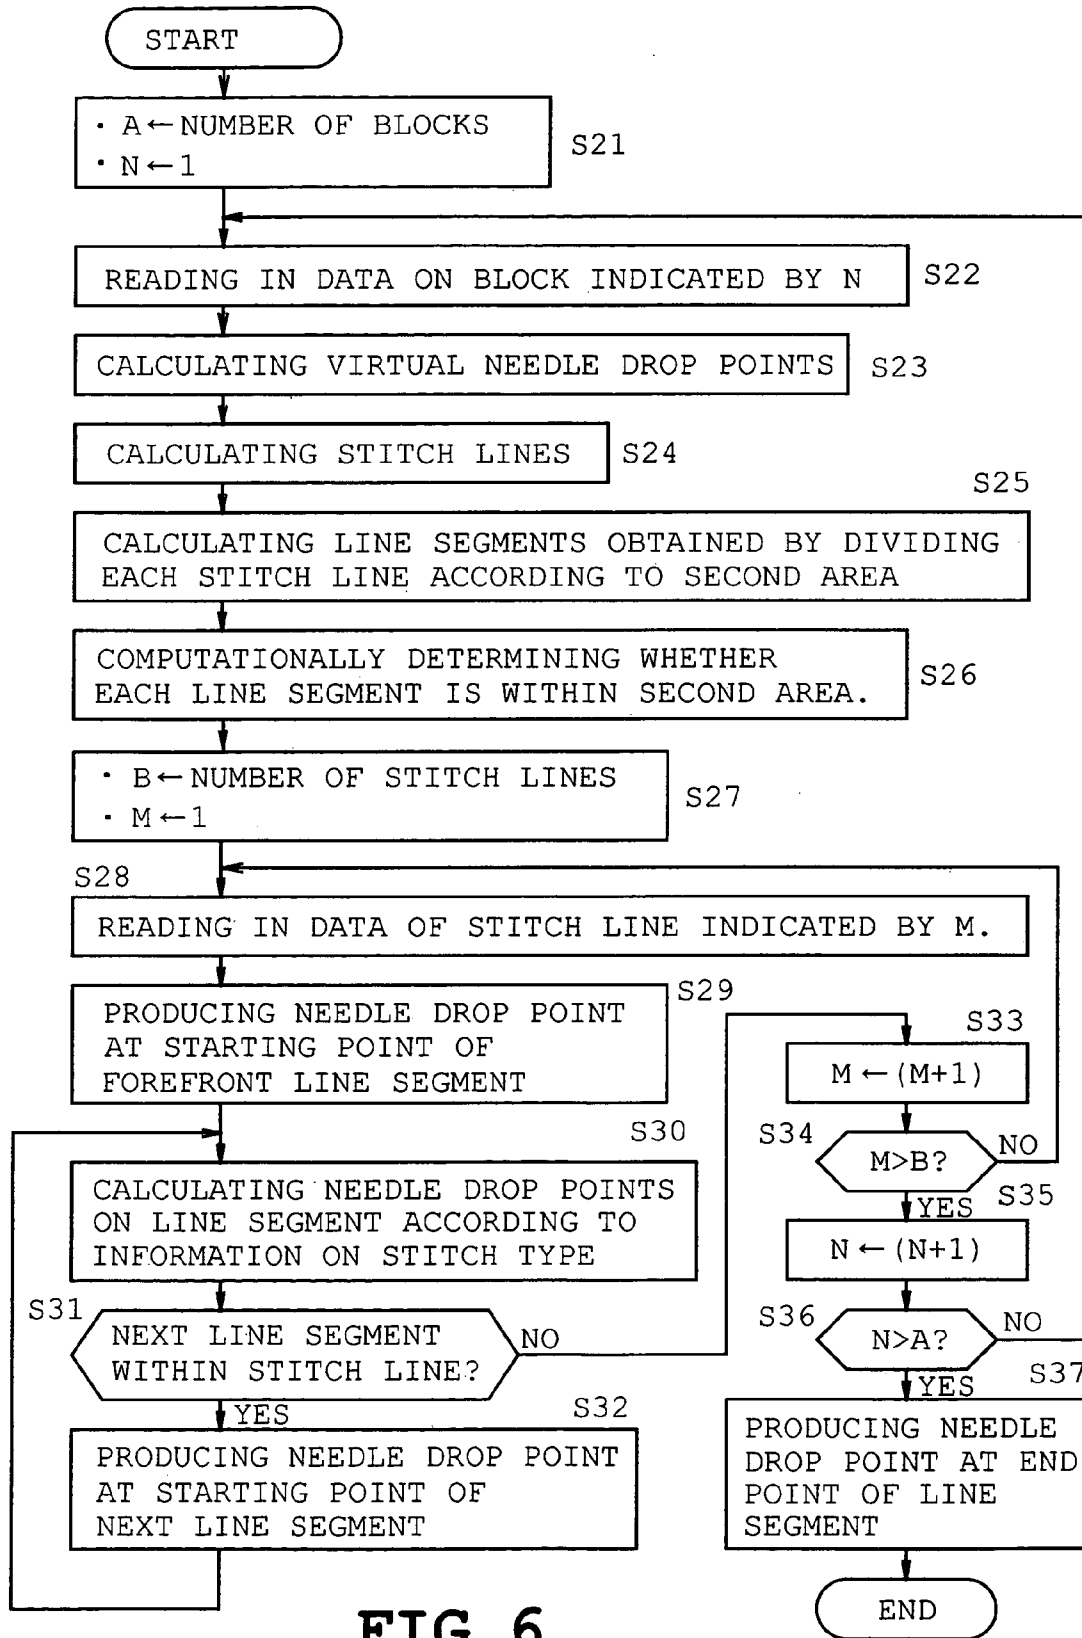 START
· A←NUMBER OF BLOCKS
· N←1
S21
READING IN DATA ON BLOCK INDICATED BY N
S22
CALCULATING VIRTUAL NEEDLE DROP POINTS
S23
CALCULATING STITCH LINES
S24
S25
CALCULATING LINE SEGMENTS OBTAINED BY DIVIDING
EACH STITCH LINE ACCORDING TO SECOND AREA
COMPUTATIONALLY DETERMINING WHETHER
EACH LINE SEGMENT IS WITHIN SECOND AREA.
S26
· B←NUMBER OF STITCH LINES
· M←1
S27
S28
READING IN DATA OF STITCH LINE INDICATED BY M.
S29
PRODUCING NEEDLE DROP POINT
AT STARTING POINT OF
FOREFRONT LINE SEGMENT
S30
CALCULATING NEEDLE DROP POINTS
ON LINE SEGMENT ACCORDING TO
INFORMATION ON STITCH TYPE
S31
NEXT LINE SEGMENT
WITHIN STITCH LINE?
NO
YES
S32
PRODUCING NEEDLE DROP POINT
AT STARTING POINT OF
NEXT LINE SEGMENT
S33
M←(M+1)
S34
M>B?
NO
YES
S35
N←(N+1)
S36
N>A?
NO
YES
S37
PRODUCING NEEDLE
DROP POINT AT END
POINT OF LINE
SEGMENT
END
FIG. 6